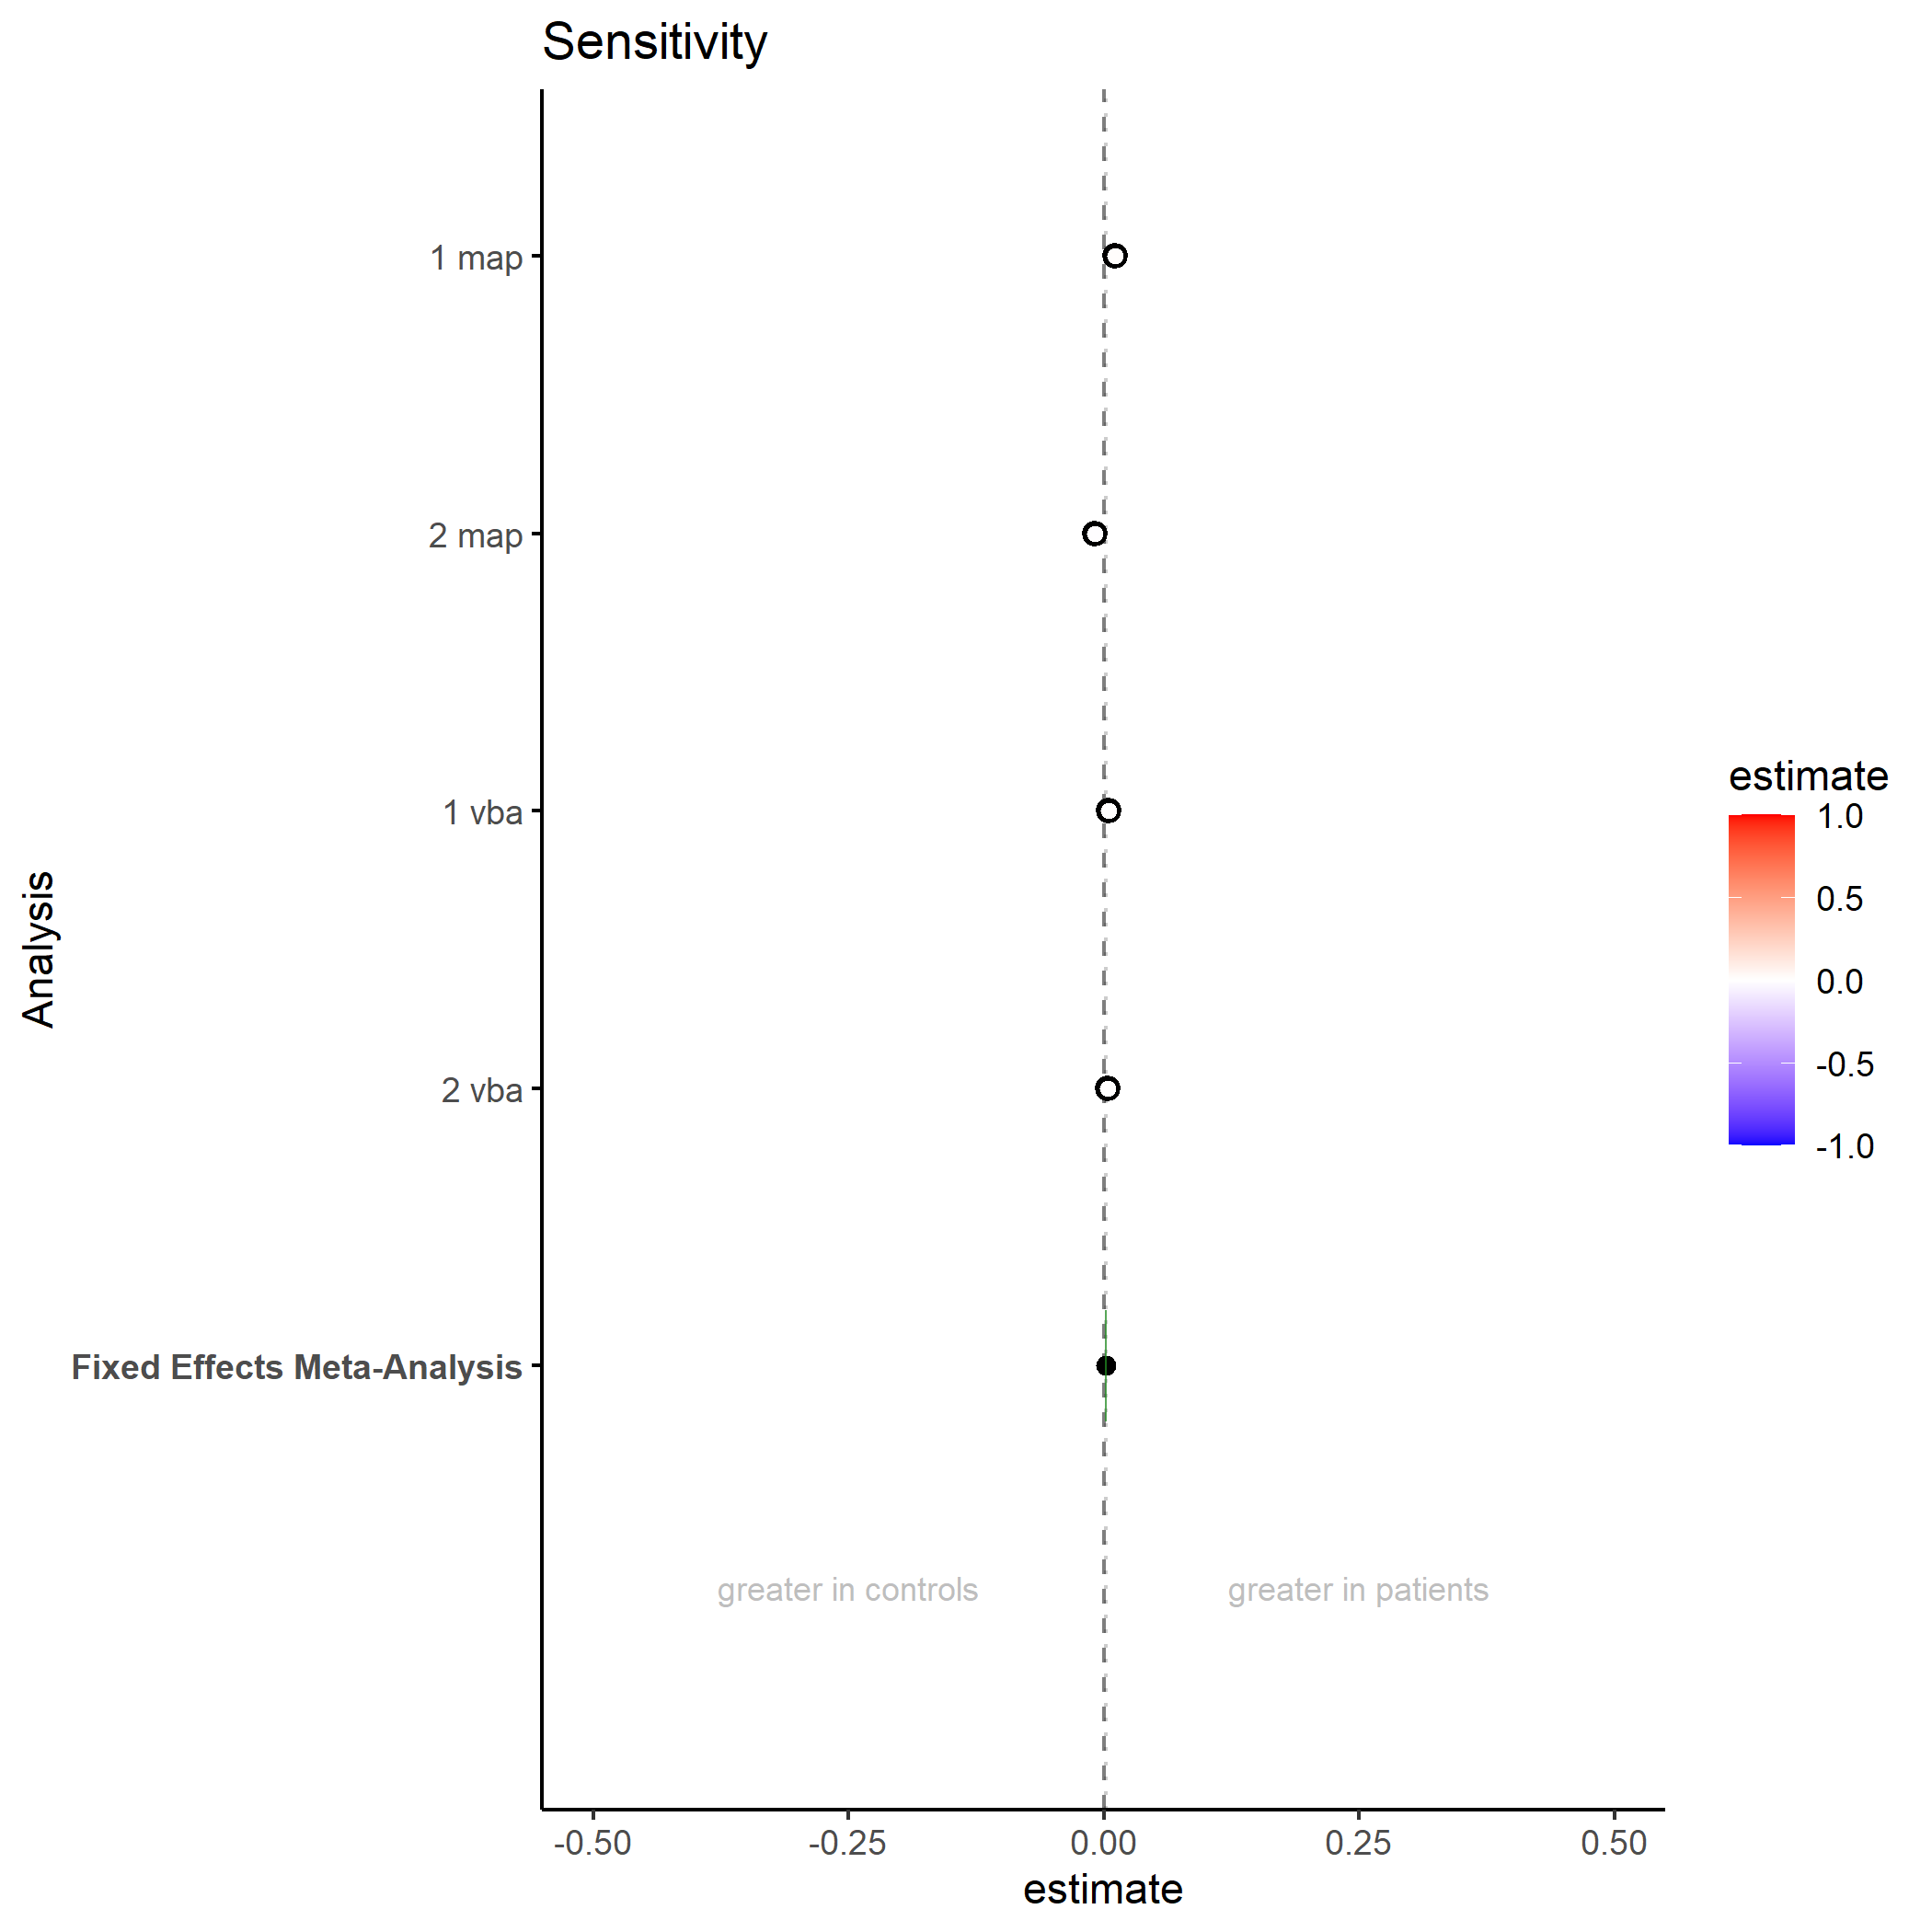 Sensitivity
Analysis
1 map
2 map
1 vba
2 vba
Fixed Effects Meta-Analysis
greater in controls
greater in patients
-0.50
-0.25
0.00
0.25
0.50
estimate
estimate
1.0
0.5
0.0
-0.5
-1.0